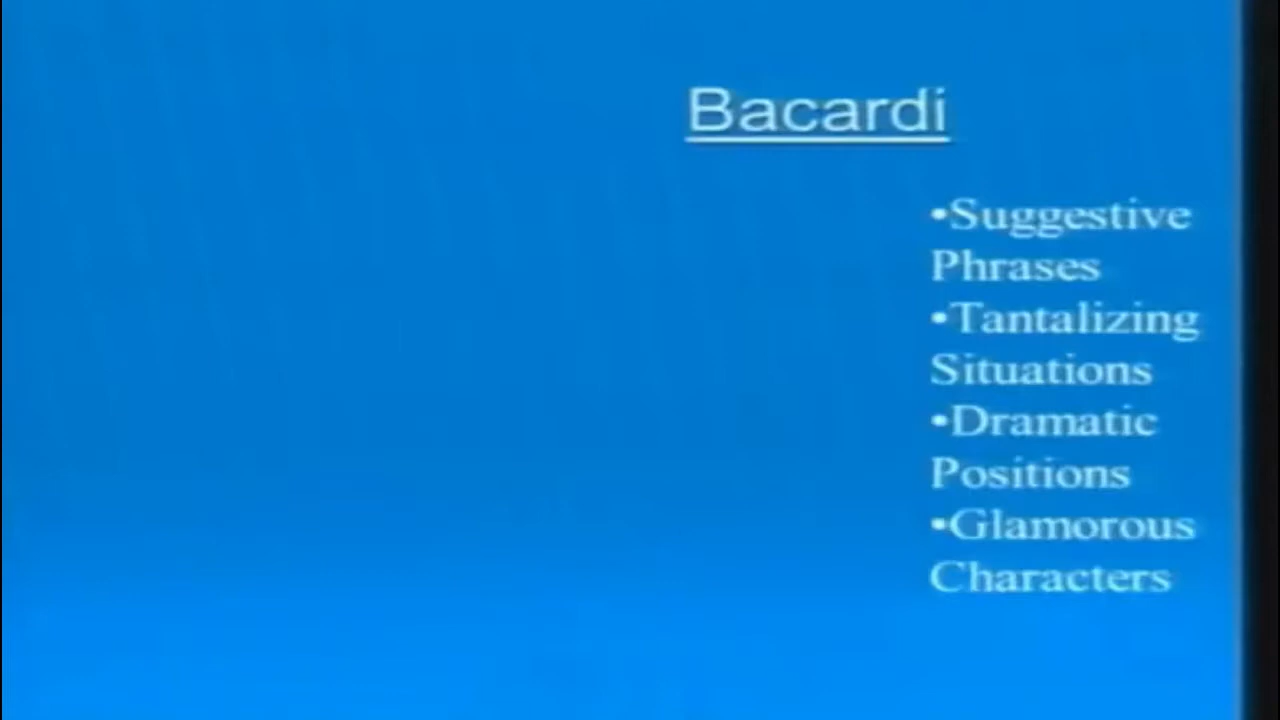 Bacardi
•Suggestive
Phrases
•Tantalizing
Situations
•Dramatic
Positions
•Glamorous
Characters